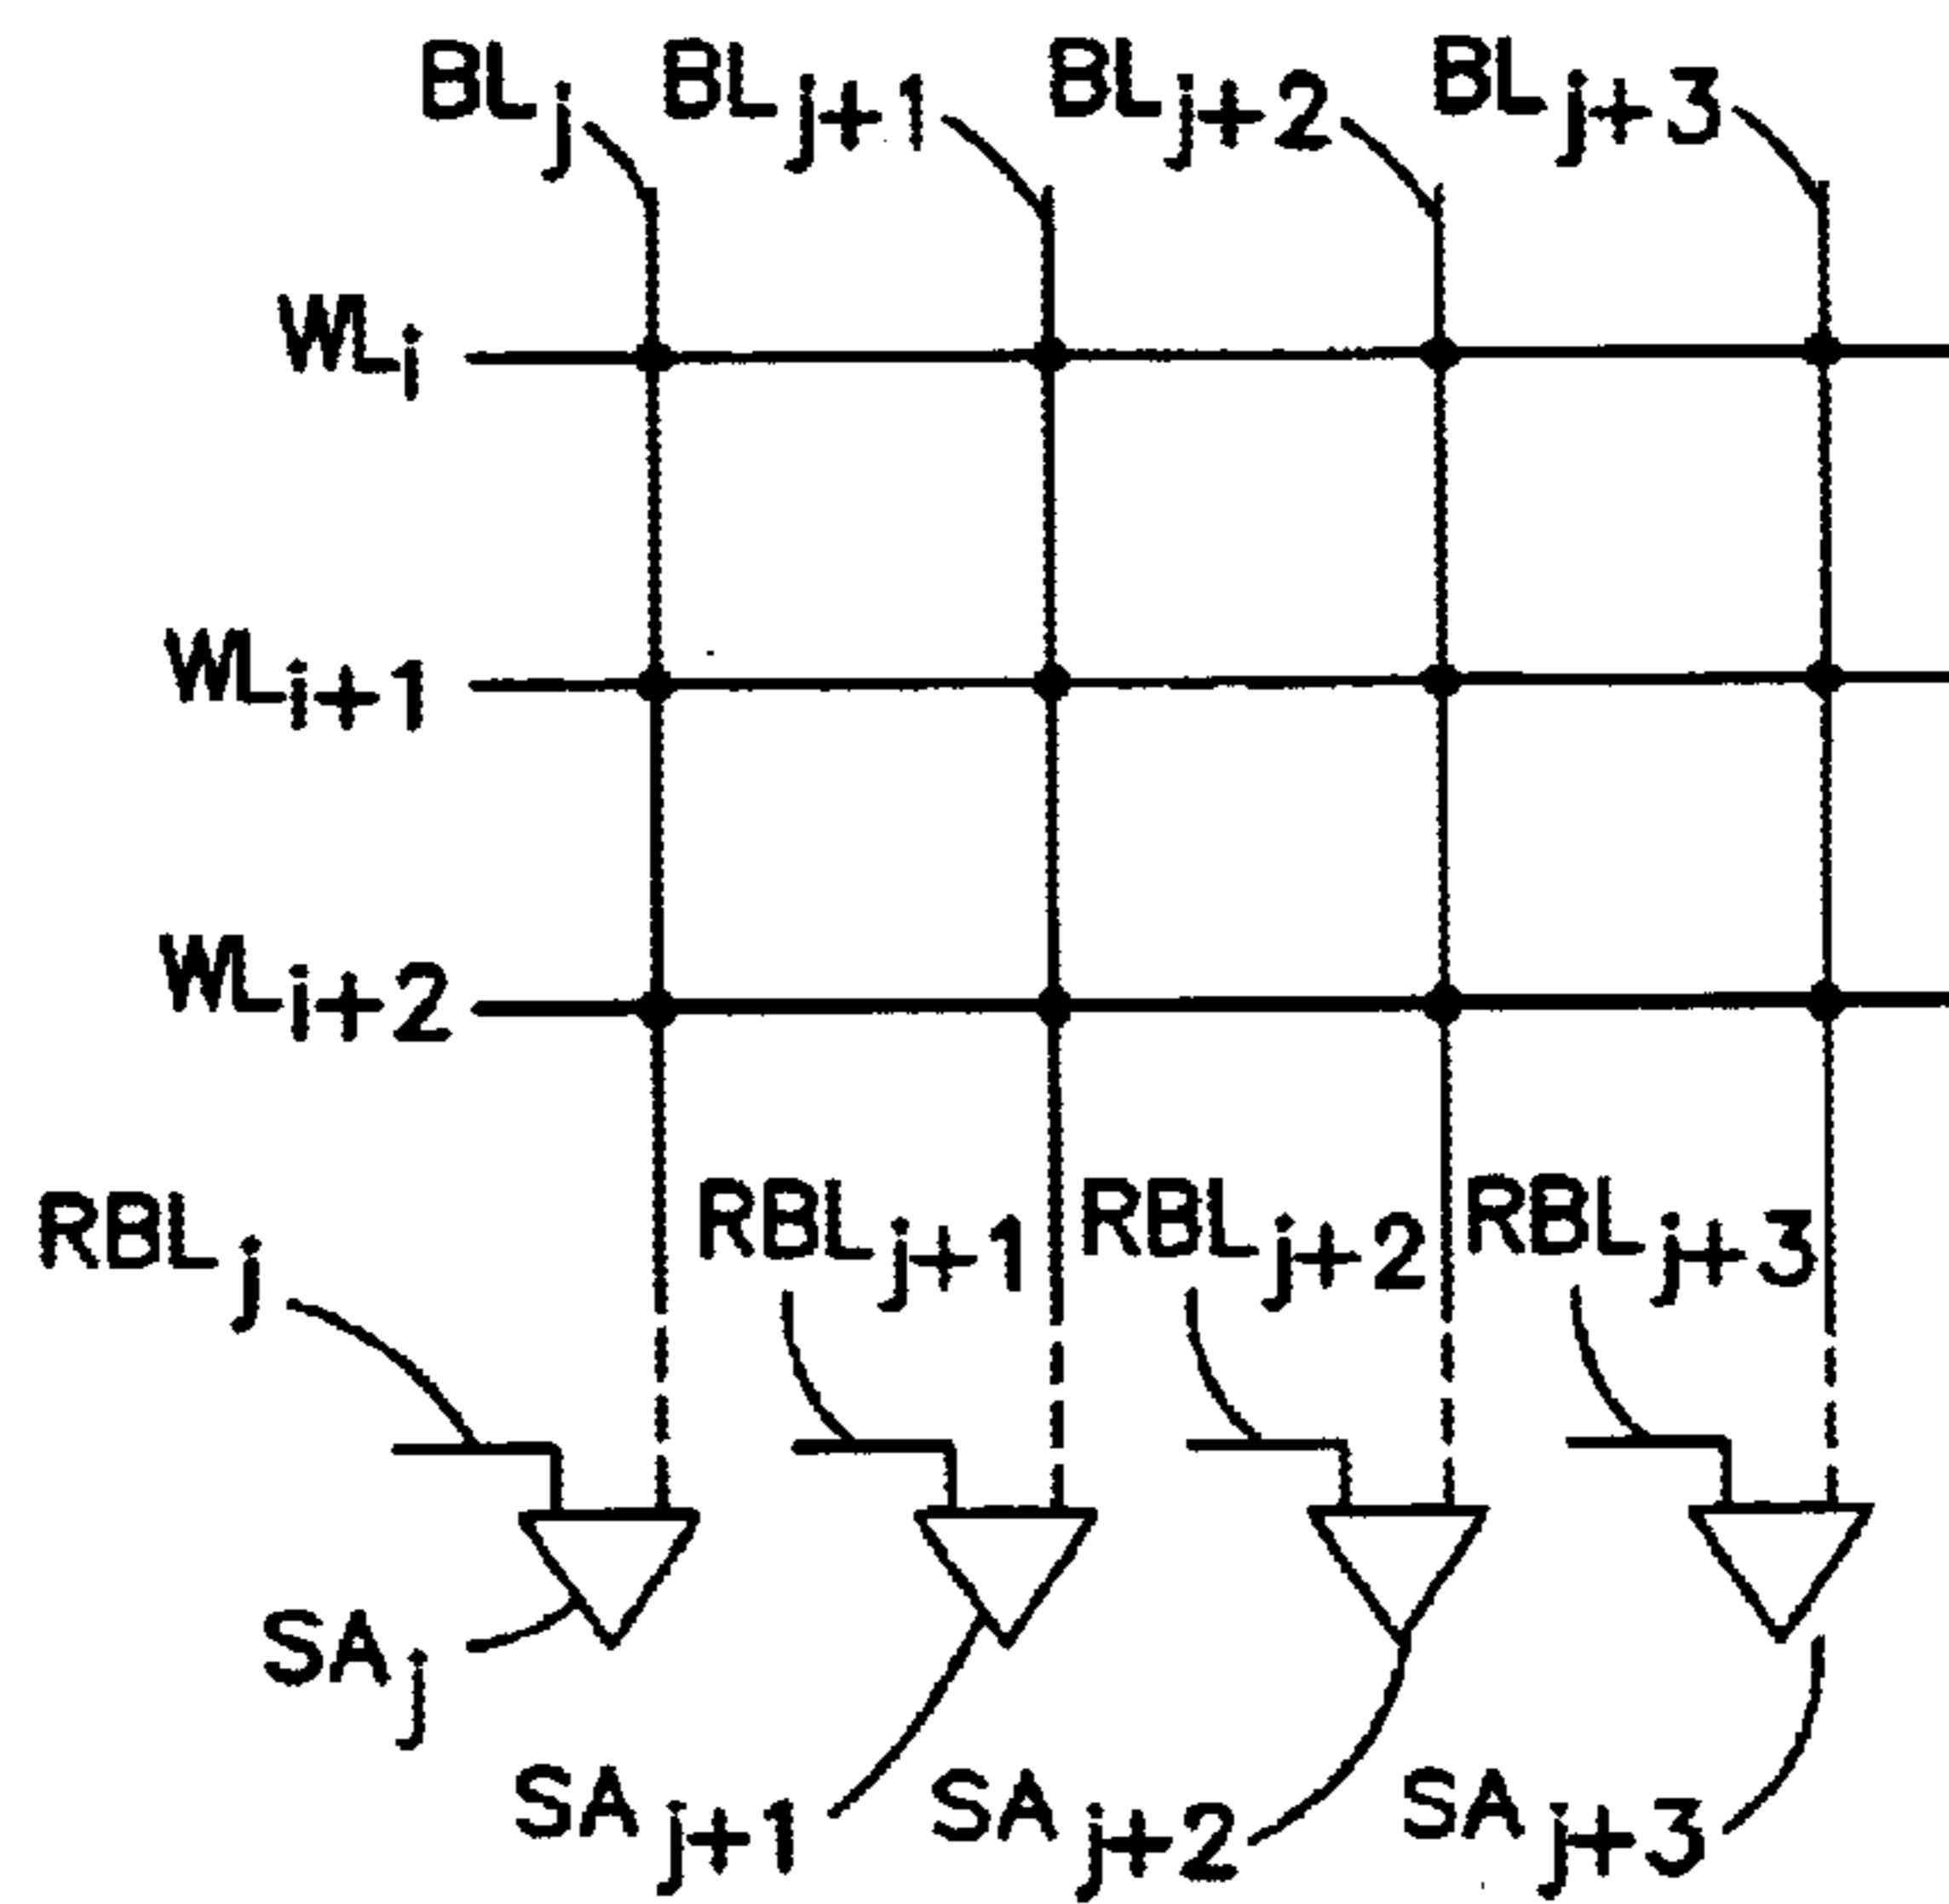 BLj BLj+1 BLj+2 BLj+3
WLi
WLi+1
WLi+2
RBLj RBLj+1 RBLj+2 RBLj+3
SAj
SAj+1 SAj+2 SAj+3